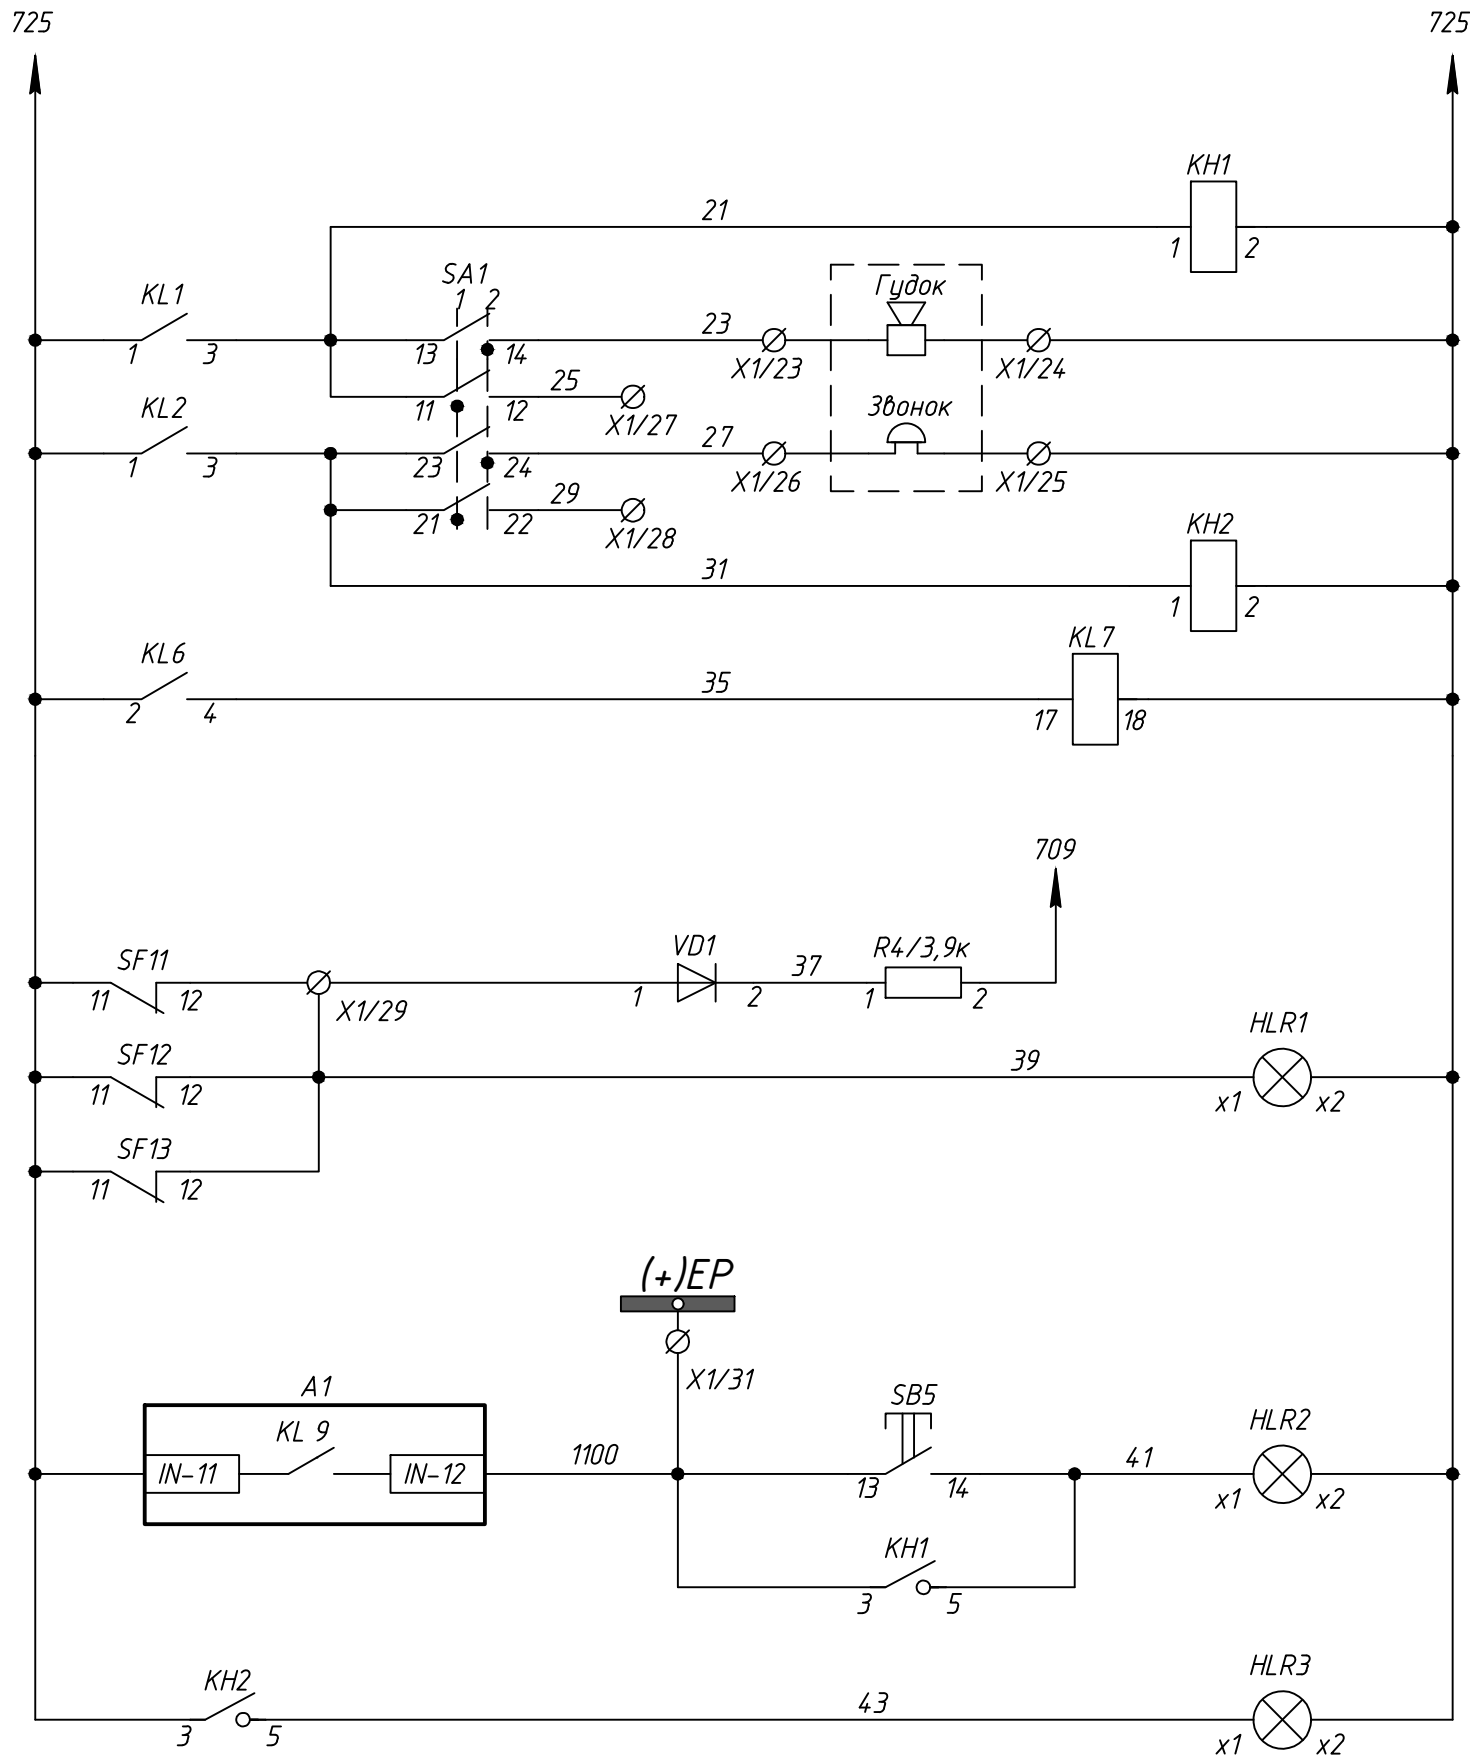 725 725
KH1
21
1 2
SA1
1 2
Гудок
KL1
23
1 3 13 14 X1/23 X1/24
25
KL2
11 12 X1/27
Звонок
27
1 3 23 24 X1/26 X1/25
29
21 22 X1/28
KH2
31
1 2
KL7
KL6
35
2 4 17 18
709
SF11 VD1 37 R4/3,9к
11 12 X1/29 1 2 1 2
HLR1
SF12 39
11 12 x1 x2
SF13
11 12
(+)EP
X1/31
A1 SB5
HLR2
KL 9
1100 41
IN-11 IN-12
13 14 x1 x2
KH1
3 5
HLR3
KH2
43
3 5 x1 x2